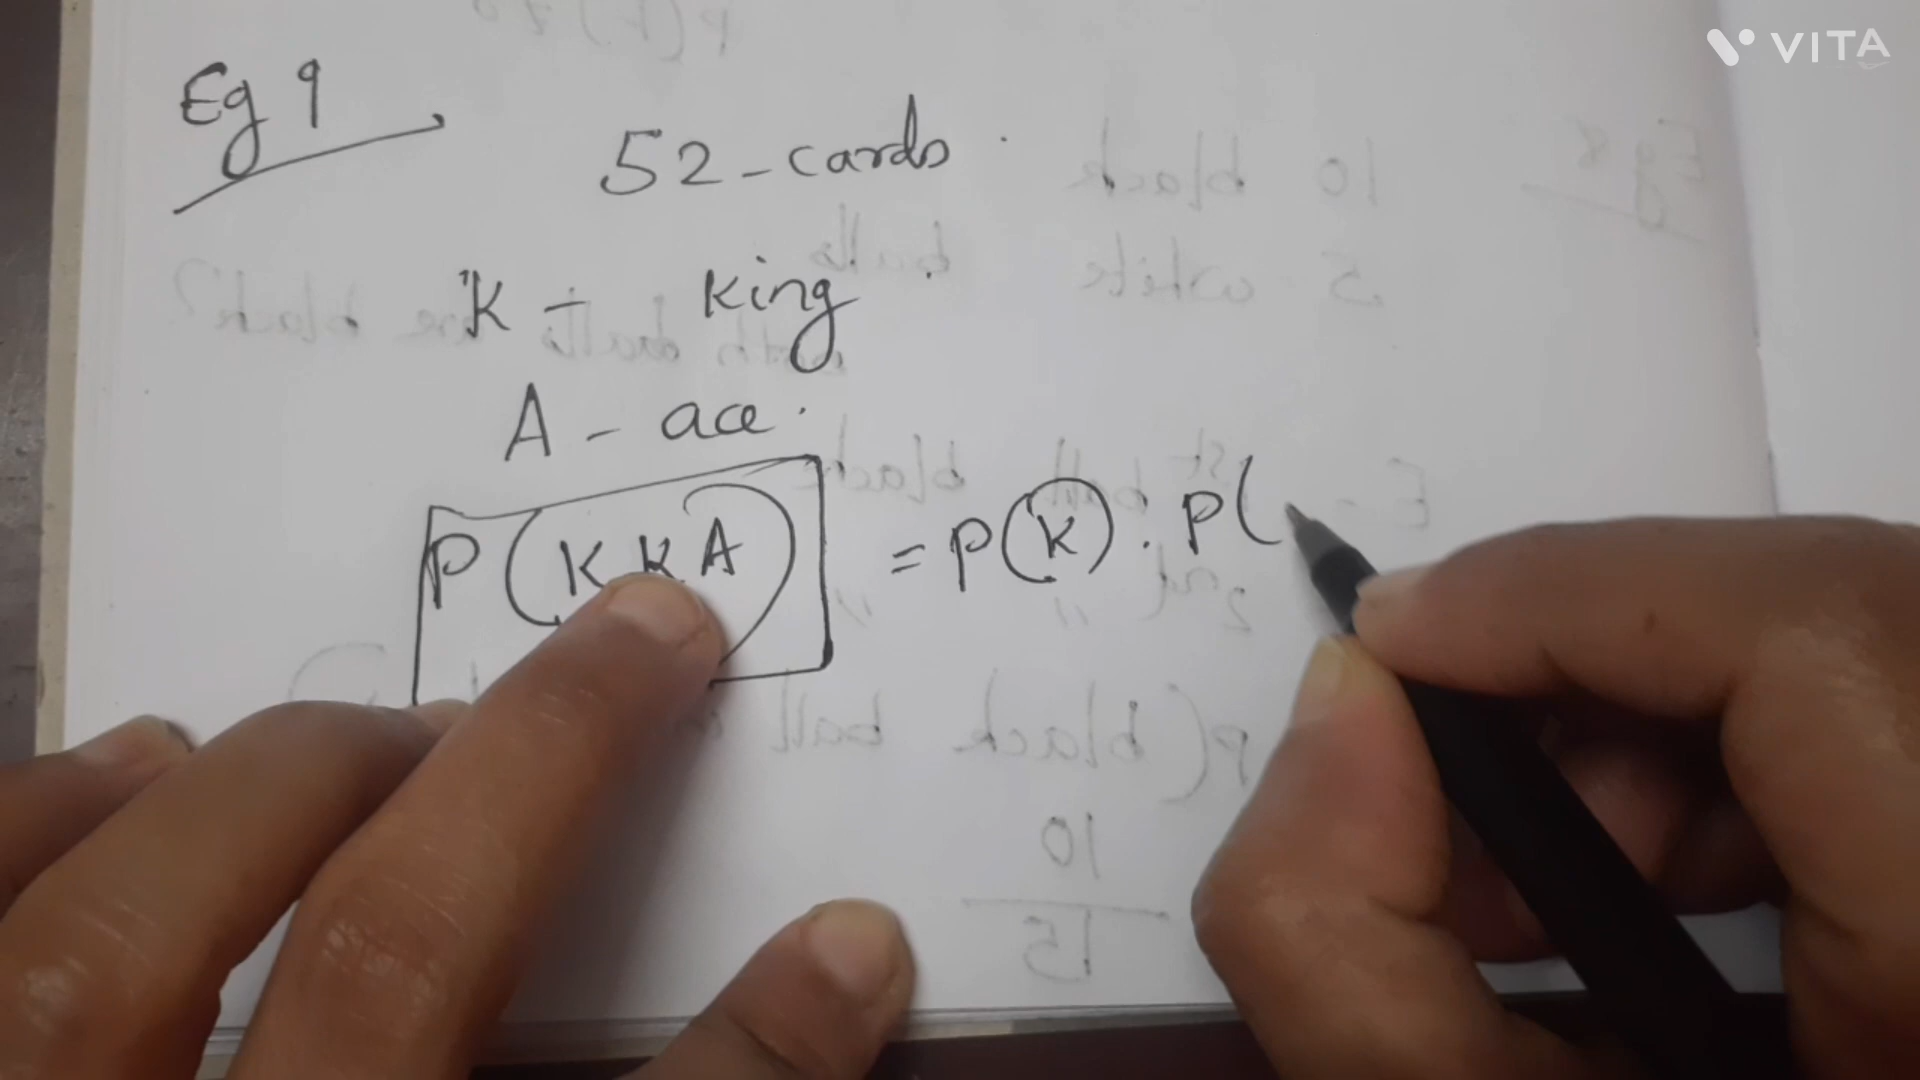 VITA
Eg 9
52-cards.
K - King.
A - ace.
P(KKA) = P(K). P(